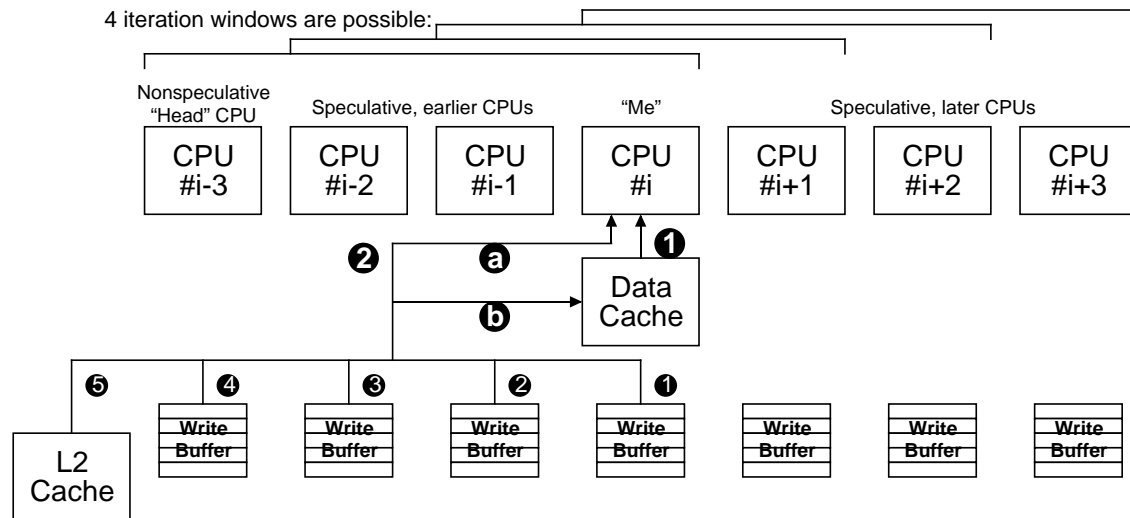 4 iteration windows are possible:
Nonspeculative
“Head” CPU
Speculative, earlier CPUs
“Me”
Speculative, later CPUs
CPU
#i-3
CPU
#i-2
CPU
#i-1
CPU
#i
CPU
#i+1
CPU
#i+2
CPU
#i+3
2
a
1
b
Data
Cache
5
4
3
2
1
Write
Buffer
Write
Buffer
Write
Buffer
Write
Buffer
Write
Buffer
Write
Buffer
Write
Buffer
L2
Cache